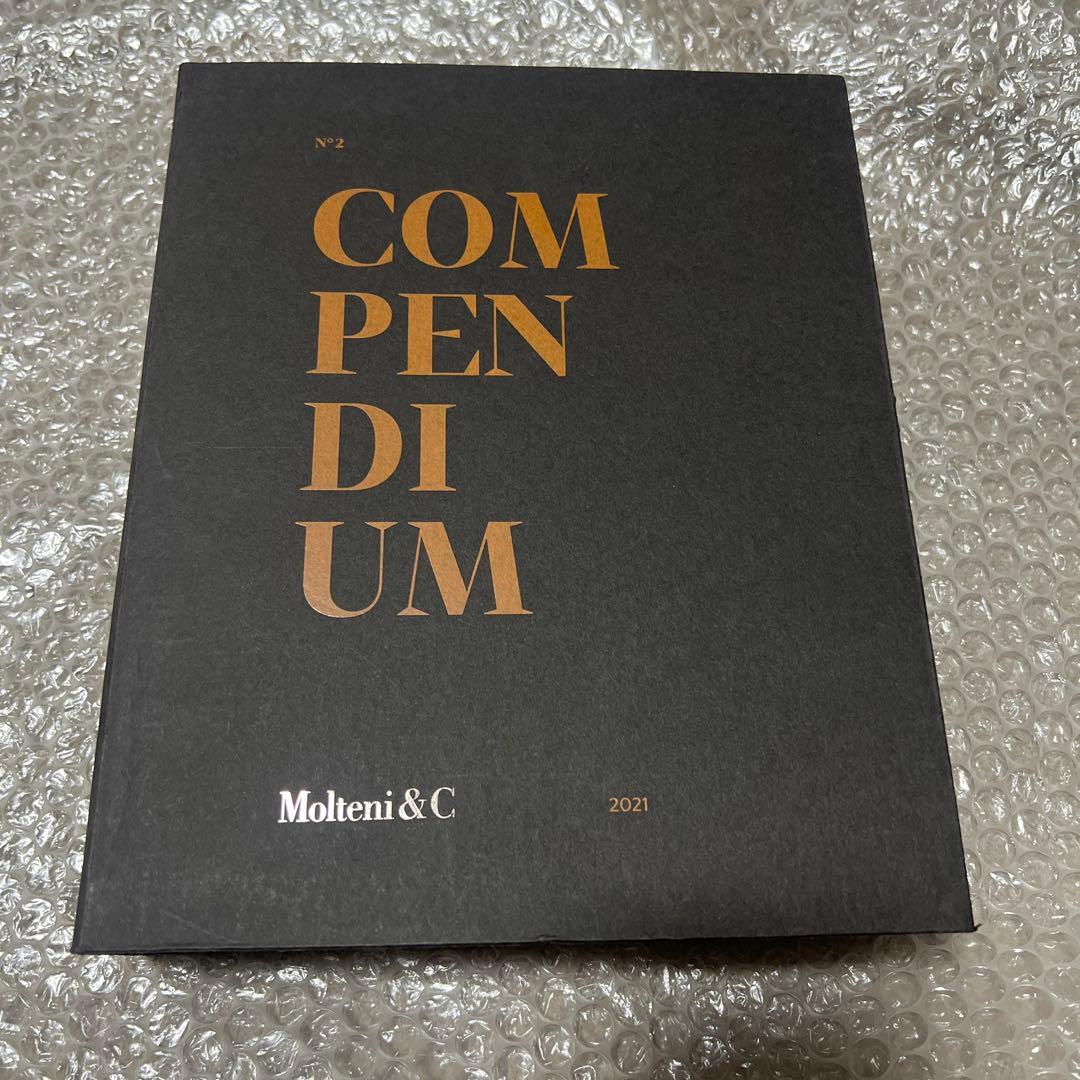 N°2
COM
PEN
DI
UM
Molteni&C
2021